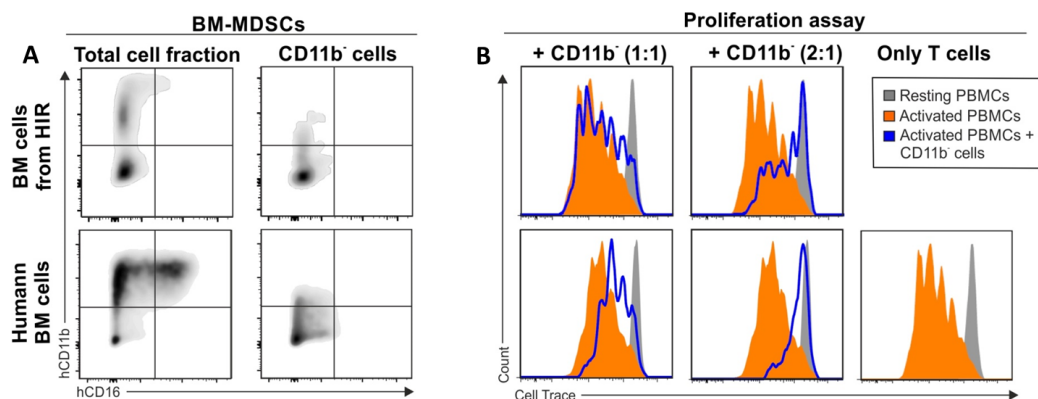 BM-MDSCs
A
Total cell fraction
CD11b⁻ cells
BM cells
from HIR
Humann
BM cells
hCD11b
hCD16
Proliferation assay
B
+ CD11b⁻ (1:1)
+ CD11b⁻ (2:1)
Only T cells
Resting PBMCs
Activated PBMCs
Activated PBMCs +
CD11b⁻ cells
Count
Cell Trace